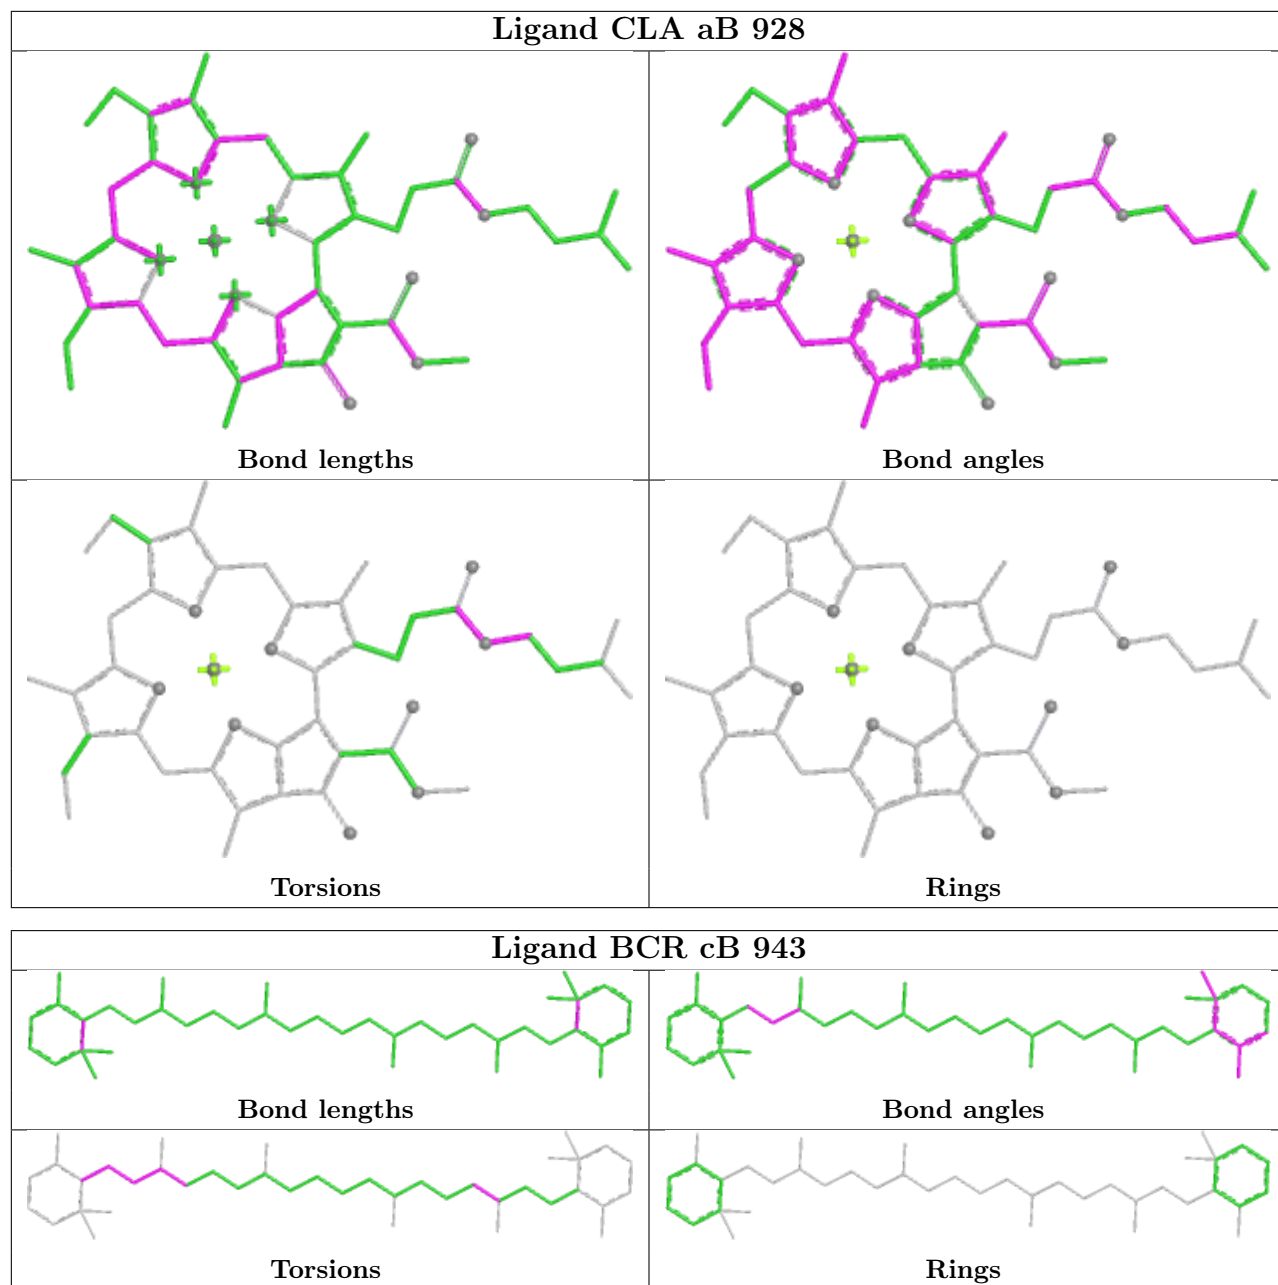 Ligand CLA aB 928
Bond lengths
Bond angles
Torsions
Rings
Ligand BCR cB 943
Bond lengths
Bond angles
Torsions
Rings